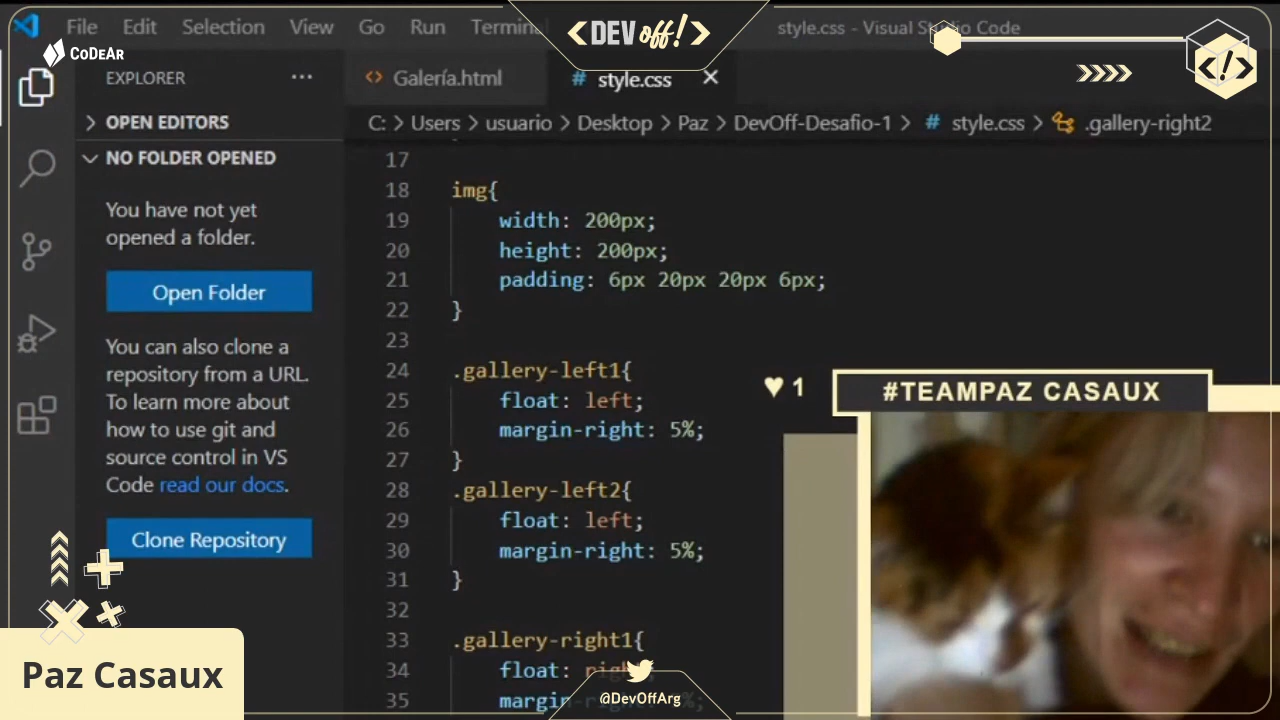 File Edit Selection View Go Run Termina
style.css - Visual Studio Code
<DEV off!>
CODEAR
</>
EXPLORER
Galería.html
# style.css
OPEN EDITORS
C: > Users > usuario > Desktop > Paz > DevOff-Desafio-1 > # style.css > .gallery-right2
NO FOLDER OPENED
You have not yet
opened a folder.
Open Folder
You can also clone a
repository from a URL.
To learn more about
how to use git and
source control in VS
Code read our docs.
Clone Repository
17
18 img{
19 width: 200px;
20 height: 200px;
21 padding: 6px 20px 20px 6px;
22 }
23
24 .gallery-left1{
25 float: left;
26 margin-right: 5%;
27 }
28 .gallery-left2{
29 float: left;
30 margin-right: 5%;
31 }
32
33 .gallery-right1{
34 float:
35
♥ 1
#TEAMPAZ CASAUX
Paz Casaux
@DevOffArg